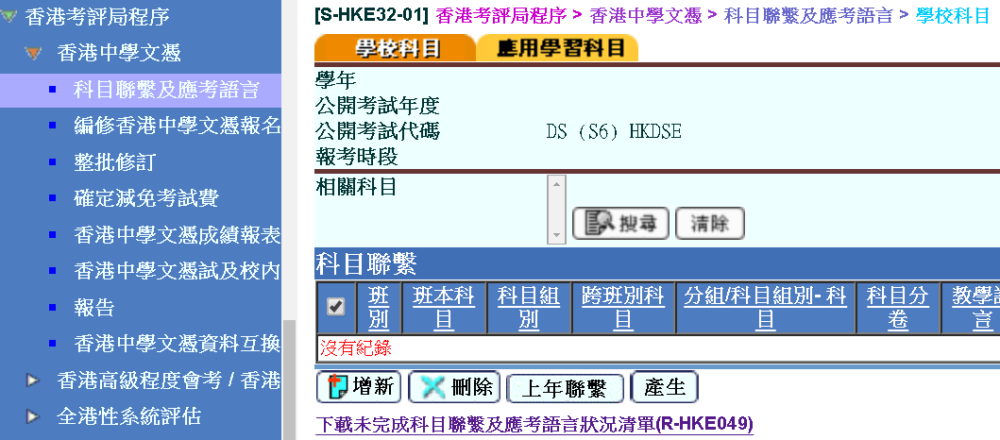 香港考評局程序
香港中學文憑
科目聯繫及應考語言
編修香港中學文憑報名
整批修訂
確定減免考試費
香港中學文憑成績報表
香港中學文憑試及校內
報告
香港中學文憑資料互換
香港高級程度會考 / 香港
全港性系統評估
[S-HKE32-01] 香港考評局程序 > 香港中學文憑 > 科目聯繫及應考語言 > 學校科目
學校科目 應用學習科目
學年
公開考試年度
公開考試代碼 DS (S6) HKDSE
報考時段
相關科目
搜尋 清除
科目聯繫
班別 班本科目 科目組別 跨班別科目 分組/科目組別- 科目 科目分卷 教學語言
沒有紀錄
增新 刪除 上年聯繫 產生
下載未完成科目聯繫及應考語言狀況清單(R-HKE049)